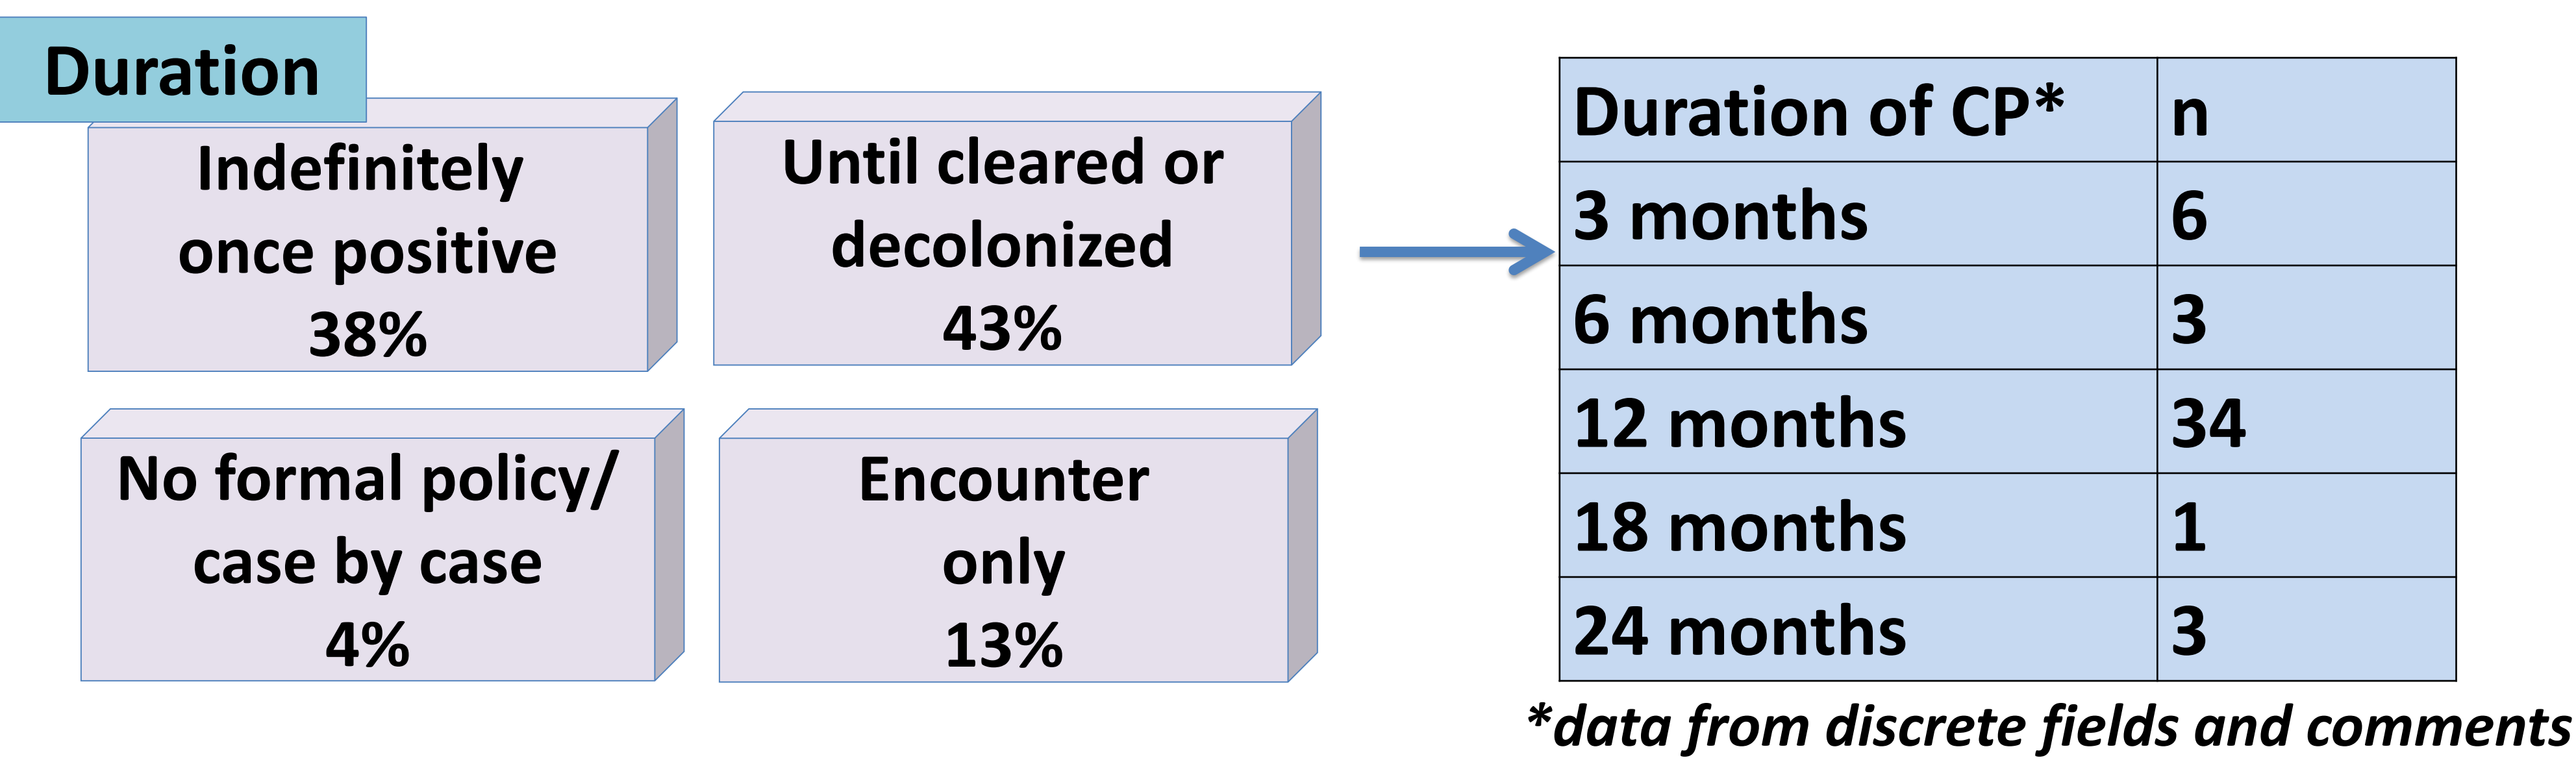 Duration
Indefinitely
once positive
38%
Until cleared or
decolonized
43%
No formal policy/
case by case
4%
Encounter
only
13%
Duration of CP* n
3 months 6
6 months 3
12 months 34
18 months 1
24 months 3
*data from discrete fields and comments